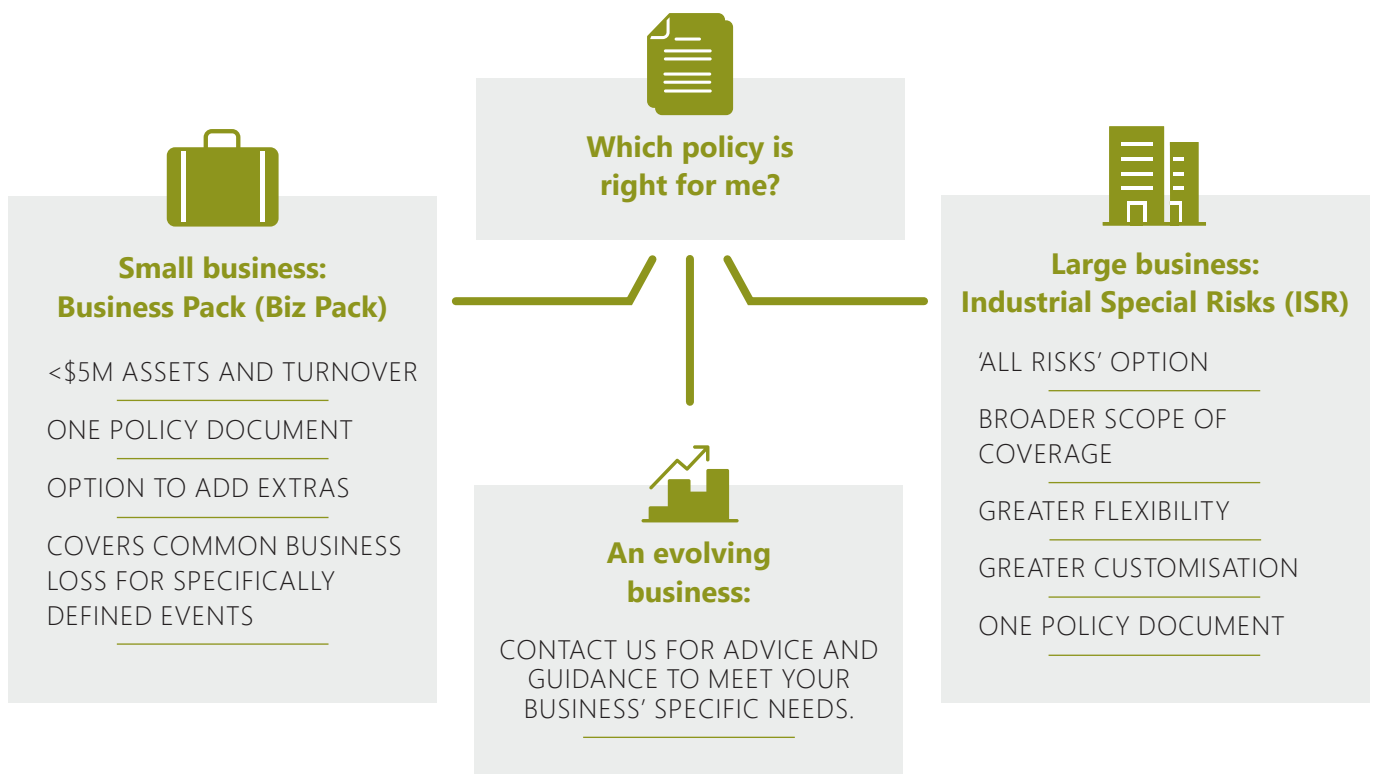 Which policy is
right for me?
Small business:
Business Pack (Biz Pack)
<$5M ASSETS AND TURNOVER
ONE POLICY DOCUMENT
OPTION TO ADD EXTRAS
COVERS COMMON BUSINESS
LOSS FOR SPECIFICALLY
DEFINED EVENTS
An evolving
business:
CONTACT US FOR ADVICE AND
GUIDANCE TO MEET YOUR
BUSINESS’ SPECIFIC NEEDS.
Large business:
Industrial Special Risks (ISR)
‘ALL RISKS’ OPTION
BROADER SCOPE OF
COVERAGE
GREATER FLEXIBILITY
GREATER CUSTOMISATION
ONE POLICY DOCUMENT